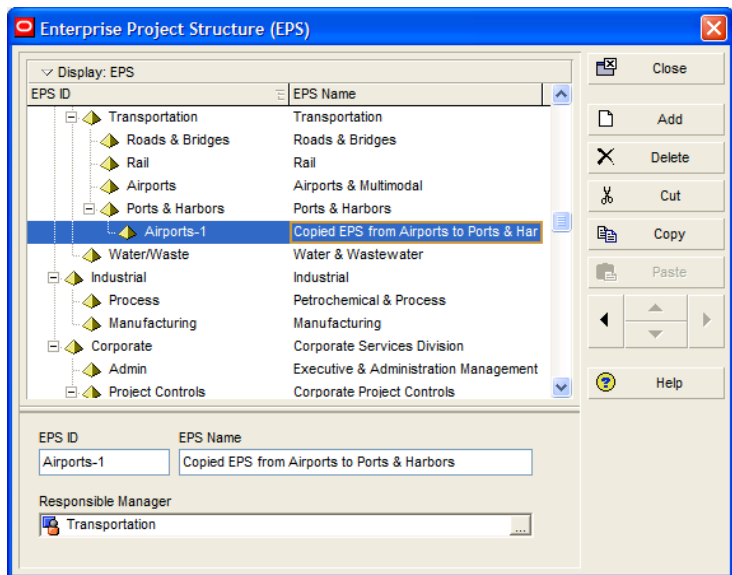 Enterprise Project Structure (EPS)
Display: EPS
EPS ID EPS Name
Transportation Transportation
Roads & Bridges Roads & Bridges
Rail Rail
Airports Airports & Multimodal
Ports & Harbors Ports & Harbors
Airports-1 Copied EPS from Airports to Ports & Har
Water/Waste Water & Wastewater
Industrial Industrial
Process Petrochemical & Process
Manufacturing Manufacturing
Corporate Corporate Services Division
Admin Executive & Administration Management
Project Controls Corporate Project Controls
EPS ID EPS Name
Airports-1 Copied EPS from Airports to Ports & Harbors
Responsible Manager
Transportation ...
Close
Add
Delete
Cut
Copy
Paste
Help